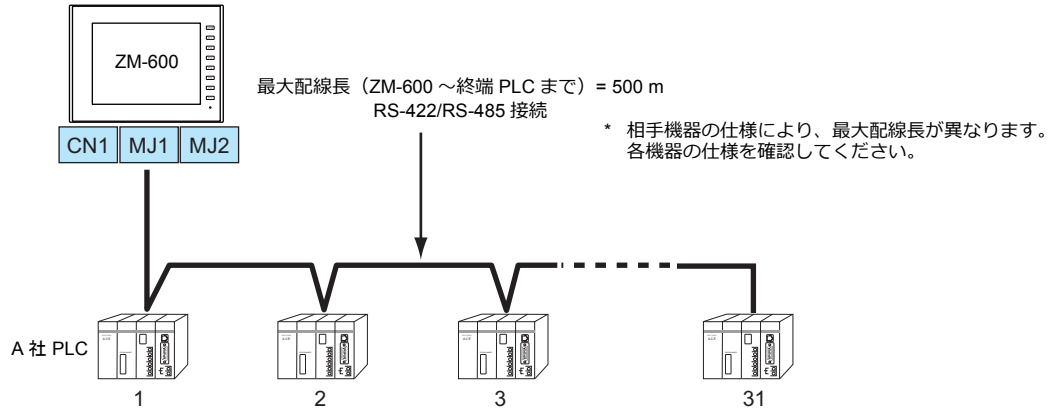 ZM-600
最大配線長（ZM-600 ～終端 PLC まで）= 500 m
RS-422/RS-485 接続
* 相手機器の仕様により、最大配線長が異なります。
各機器の仕様を確認してください。
CN1 MJ1 MJ2
A 社 PLC
1 2 3 31